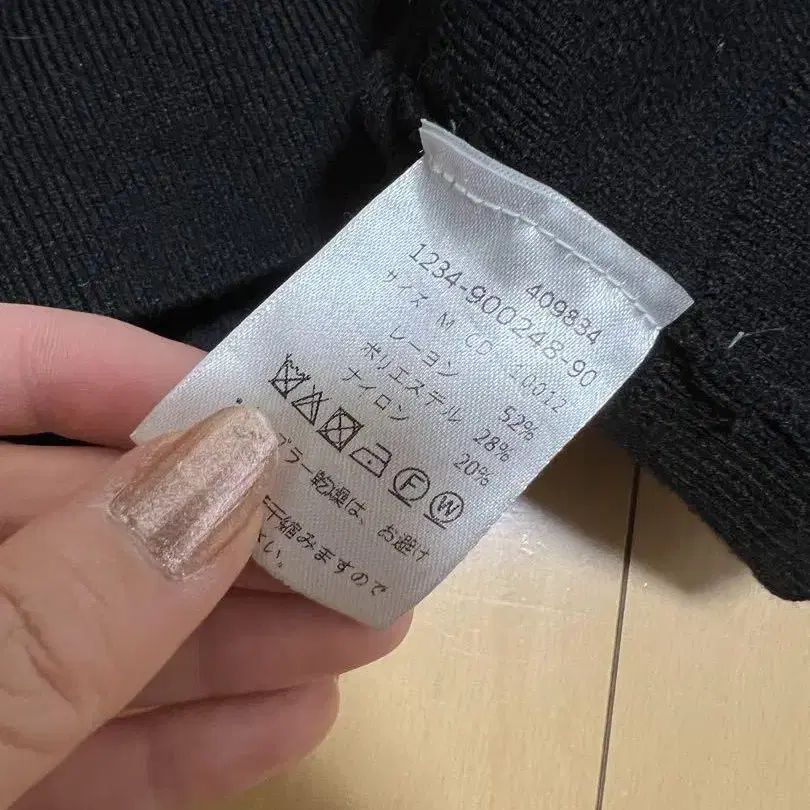 409834
1234-900248-90
サイズ M CD 10012
レーヨン 52%
ポリエステル 28%
ナイロン 20%
F W
ブラー乾燥は、お避け
干縮みますので
い。